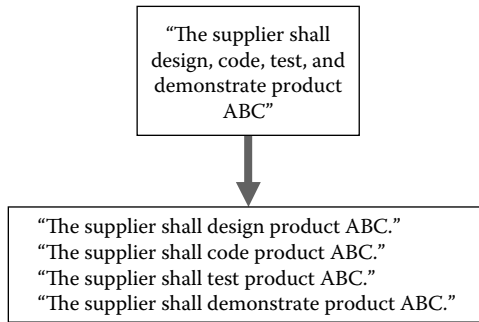 “The supplier shall
design, code, test, and
demonstrate product
ABC”
“The supplier shall design product ABC.”
“The supplier shall code product ABC.”
“The supplier shall test product ABC.”
“The supplier shall demonstrate product ABC.”